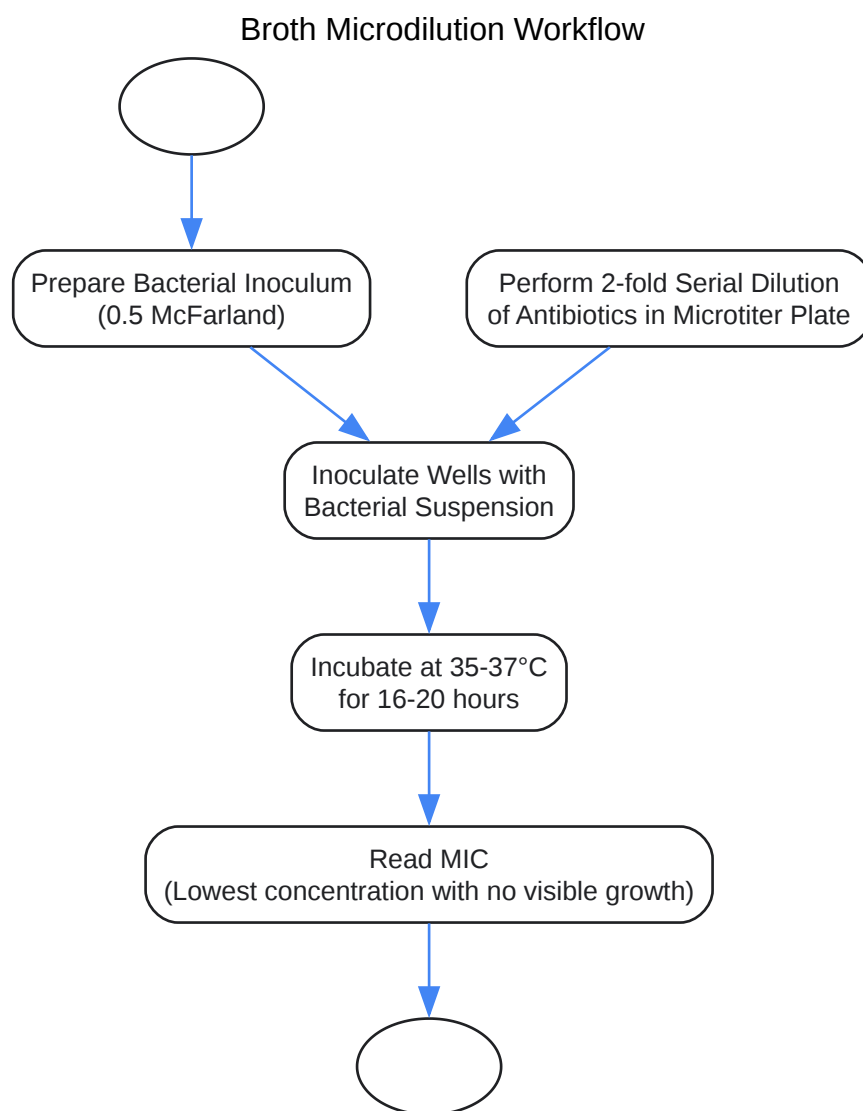 Broth Microdilution Workflow
Prepare Bacterial Inoculum
(0.5 McFarland)
Perform 2-fold Serial Dilution
of Antibiotics in Microtiter Plate
Inoculate Wells with
Bacterial Suspension
Incubate at 35-37°C
for 16-20 hours
Read MIC
(Lowest concentration with no visible growth)